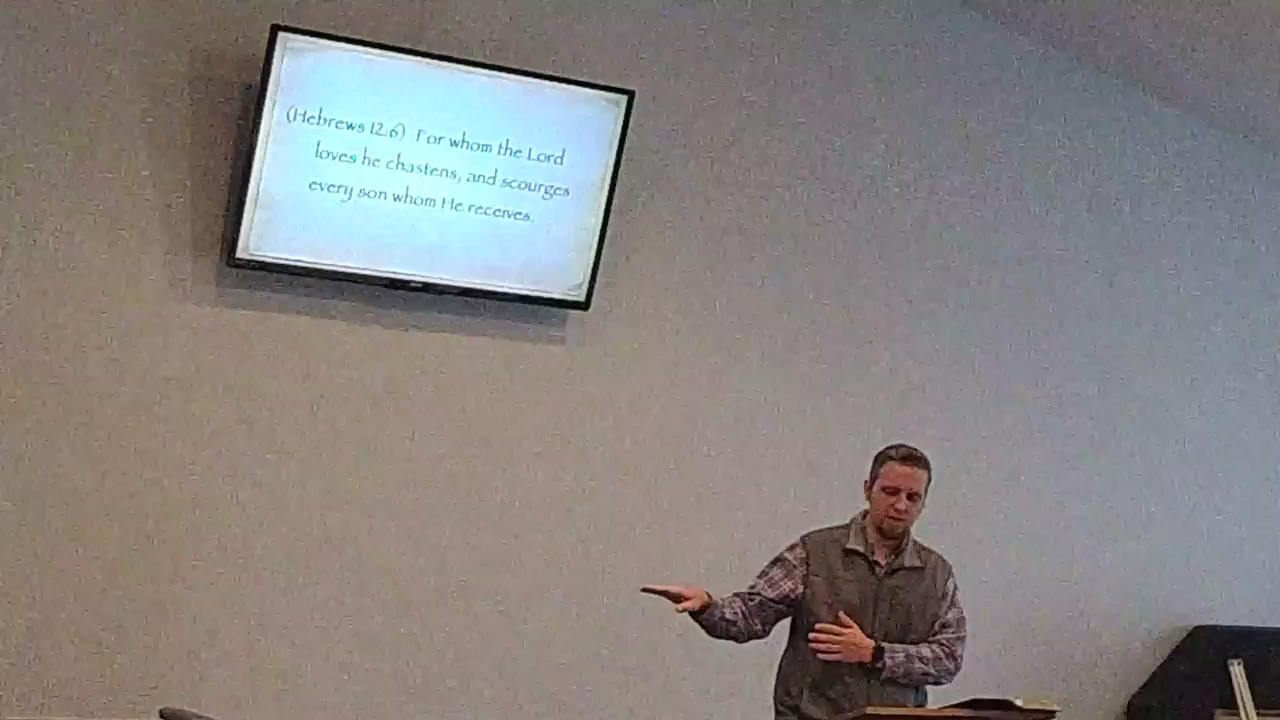 (Hebrews 12:6) For whom the Lord
loves he chastens, and scourges
every son whom He receives.